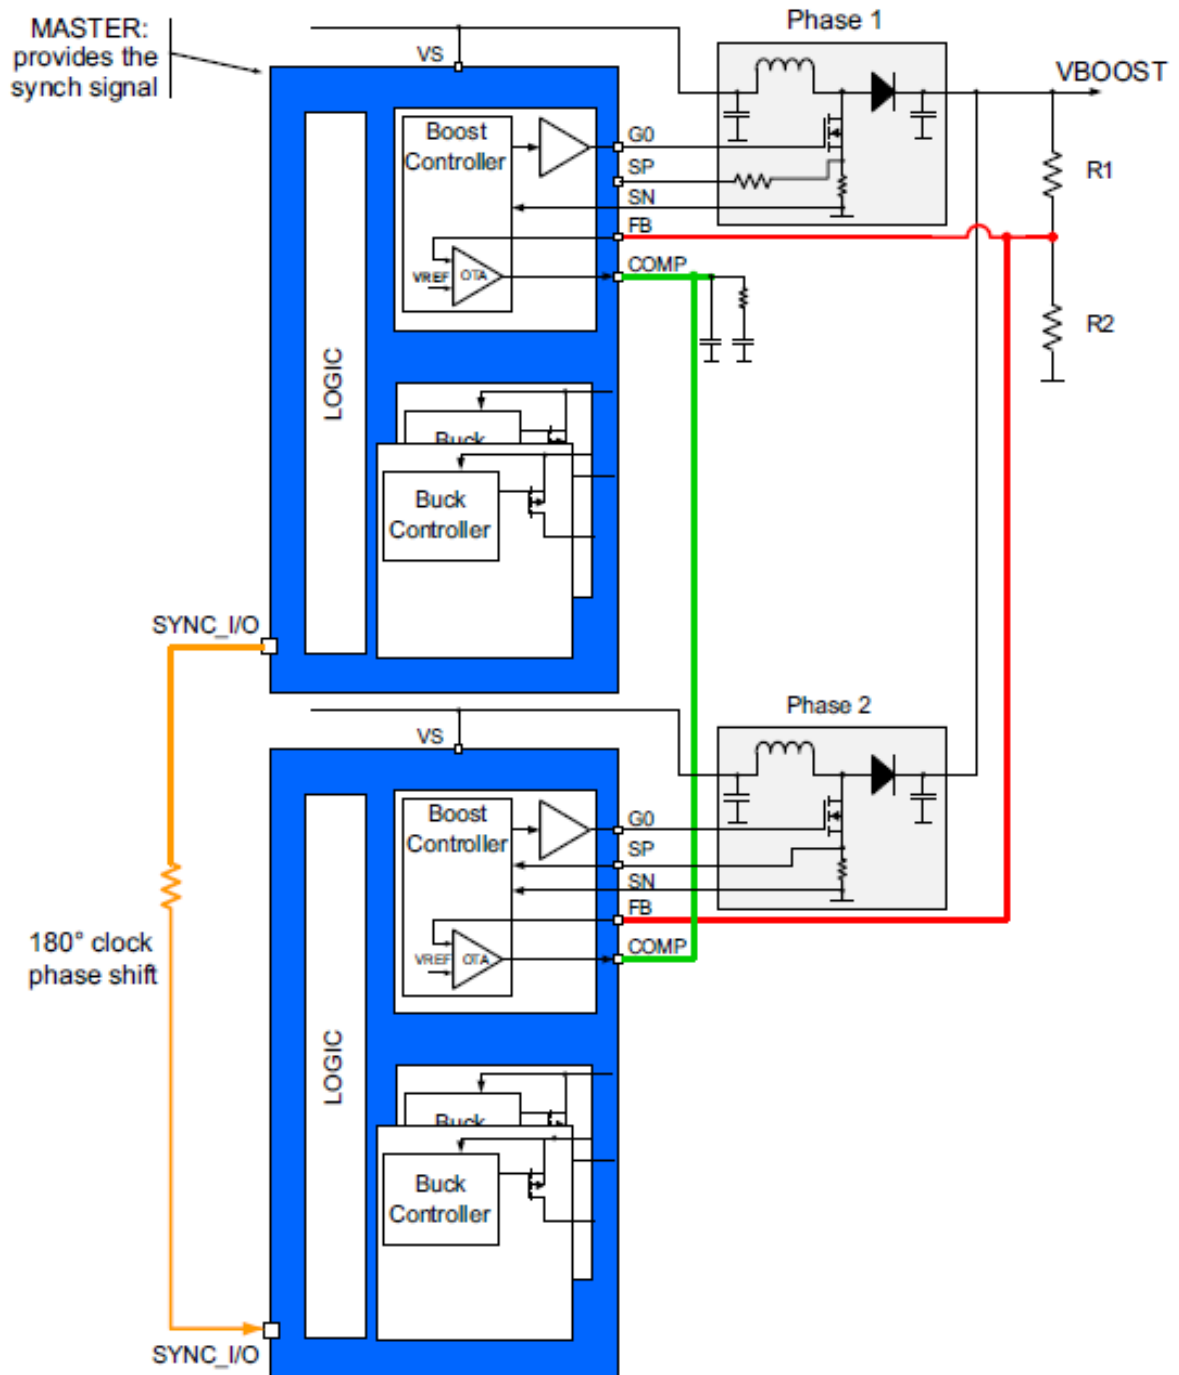 MASTER:
provides the
synch signal
Phase 1
VS
VBOOST
Boost
Controller
G0
SP
SN
FB
COMP
VREF
OTA
R1
R2
LOGIC
Buck
Buck
Controller
SYNC_I/O
Phase 2
VS
Boost
Controller
G0
SP
SN
FB
COMP
VREF
OTA
180° clock
phase shift
LOGIC
Buck
Buck
Controller
SYNC_I/O